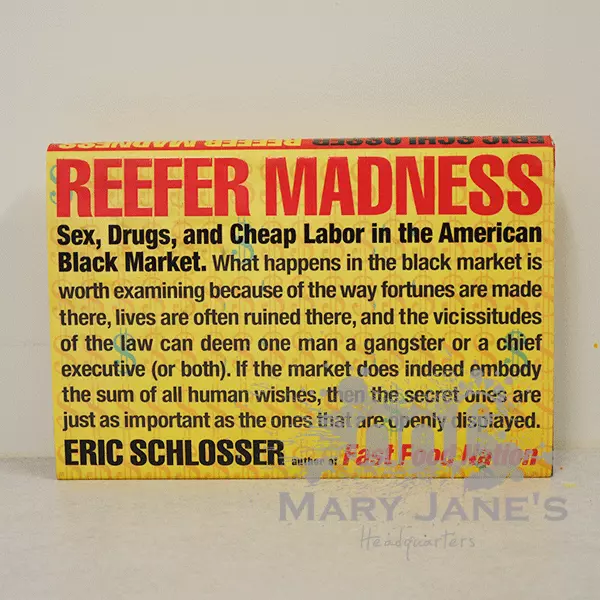 ERIC SCHLOSSER REEFER MADNESS
REEFER MADNESS
Sex, Drugs, and Cheap Labor in the American
Black Market. What happens in the black market is
worth examining because of the way fortunes are made
there, lives are often ruined there, and the vicissitudes
of the law can deem one man a gangster or a chief
executive (or both). If the market does indeed embody
the sum of all human wishes, then the secret ones are
just as important as the ones that are openly displayed.
ERIC SCHLOSSER author of Fast Food Nation
MARY JANE'S
Headquarters